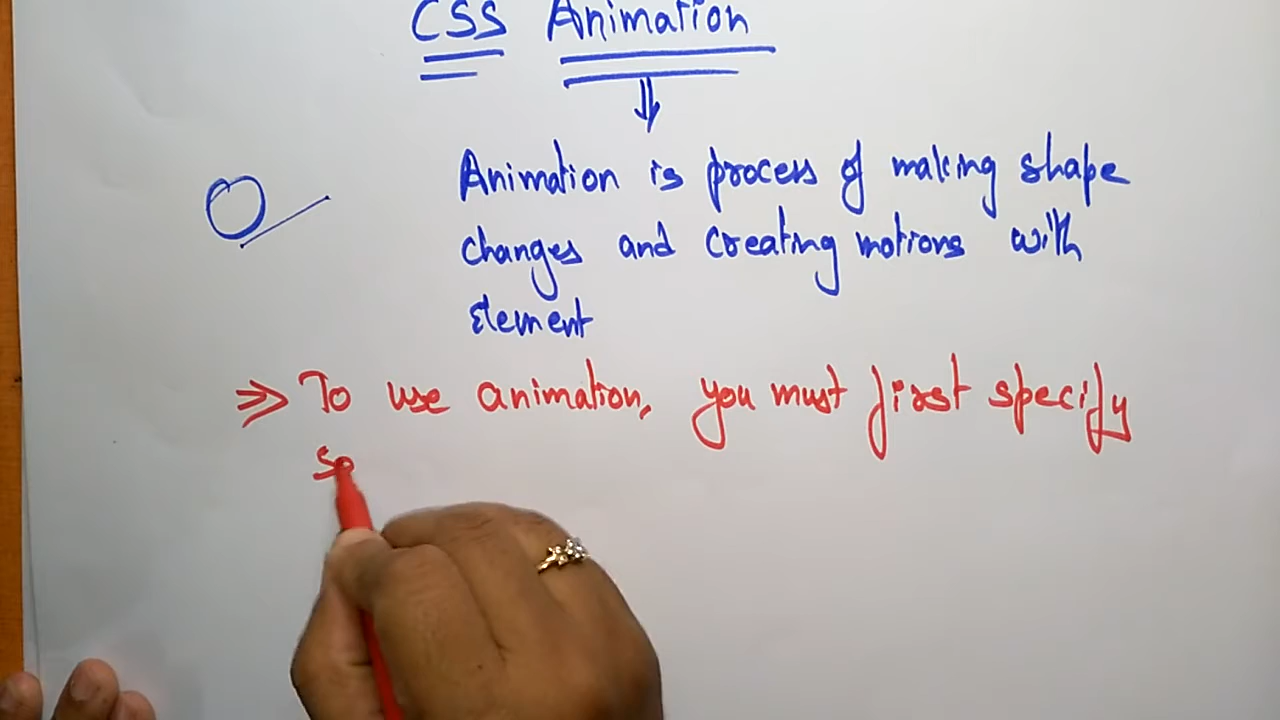 CSS Animation
Animation is process of making shape
changes and creating motions with
Element
To use animation, you must first specify
so